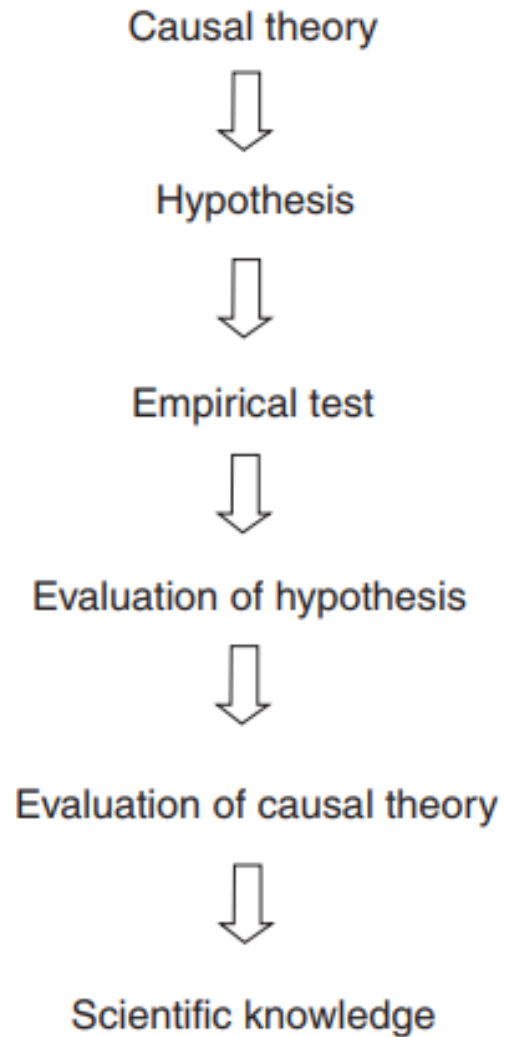 Causal theory
Hypothesis
Empirical test
Evaluation of hypothesis
Evaluation of causal theory
Scientific knowledge